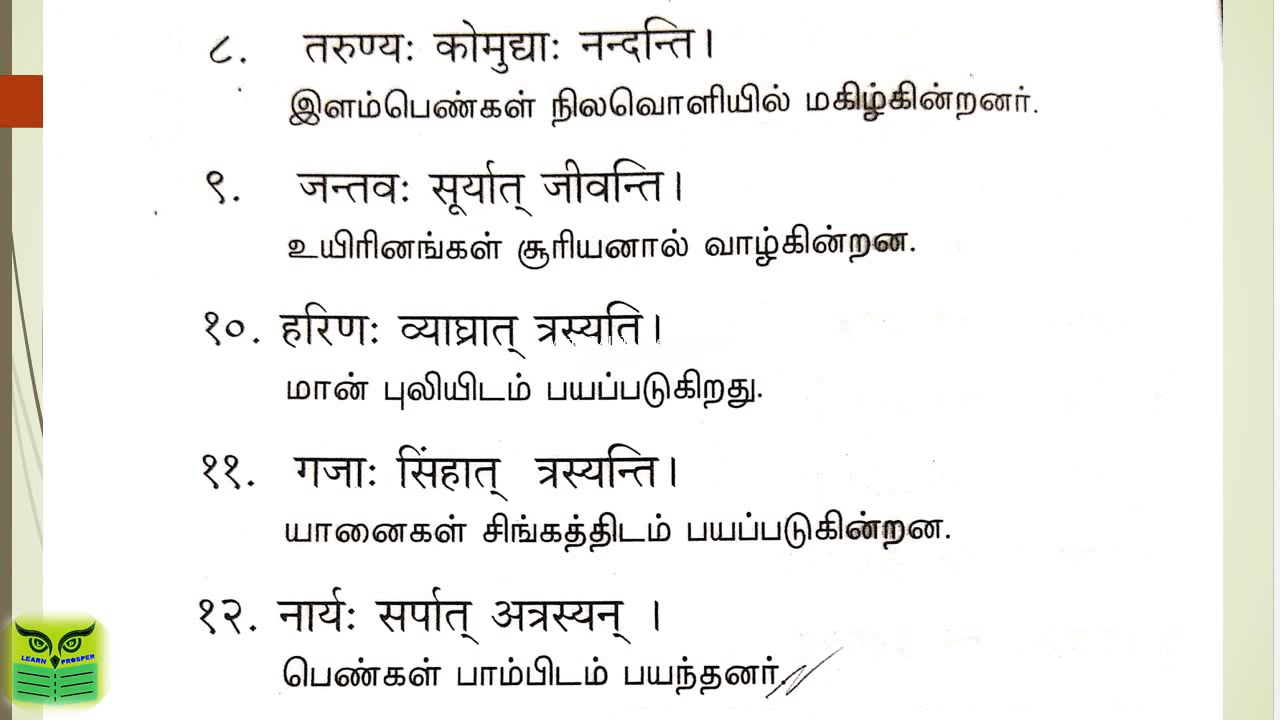 ८. तरुण्यः कोमुद्याः नन्दन्ति।
இளம்பெண்கள் நிலவொளியில் மகிழ்கின்றனர்.
९. जन्तवः सूर्यात् जीवन्ति।
உயிரினங்கள் சூரியனால் வாழ்கின்றன.
१०. हरिणः व्याघ्रात् त्रस्यति।
மான் புலியிடம் பயப்படுகிறது.
११. गजाः सिंहात् त्रस्यन्ति।
யானைகள் சிங்கத்திடம் பயப்படுகின்றன.
१२. नार्यः सर्पात् अत्रस्यन् ।
பெண்கள் பாம்பிடம் பயந்தனர்.
LEARN PROSPER